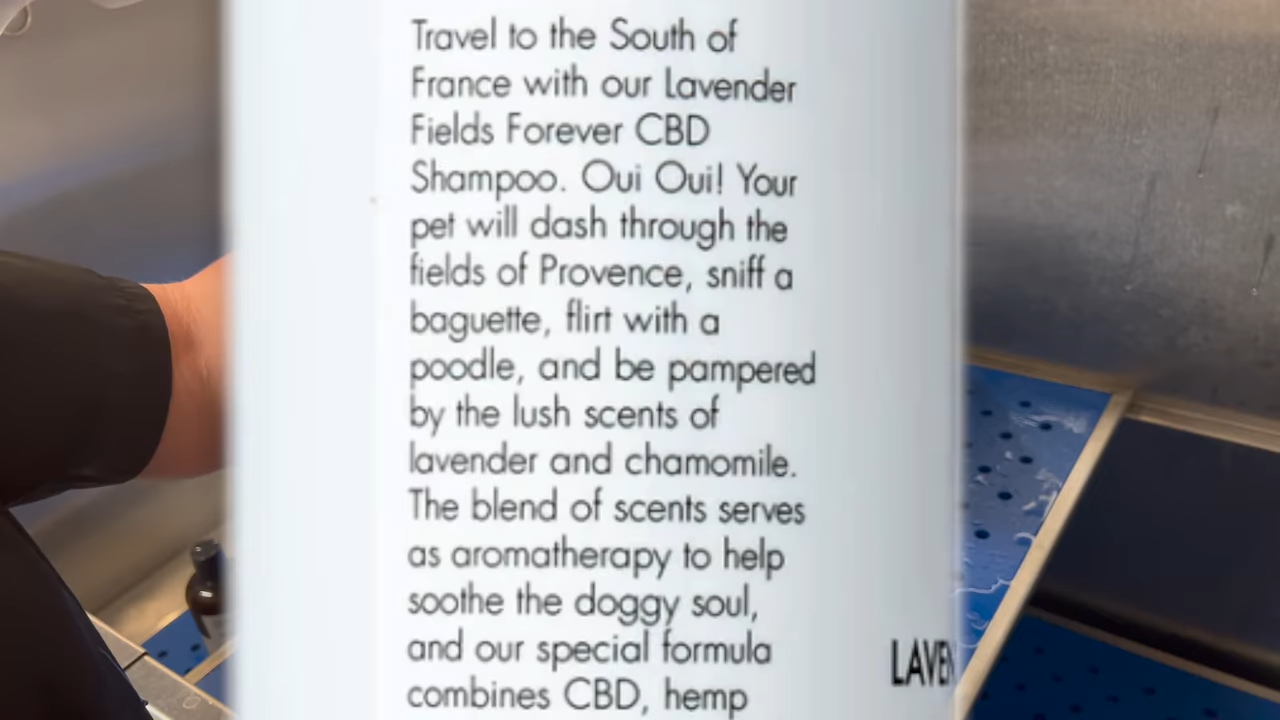 Travel to the South of
France with our Lavender
Fields Forever CBD
Shampoo. Oui Oui! Your
pet will dash through the
fields of Provence, sniff a
baguette, flirt with a
poodle, and be pampered
by the lush scents of
lavender and chamomile.
The blend of scents serves
as aromatherapy to help
soothe the doggy soul,
and our special formula
combines CBD, hemp
LAVEN